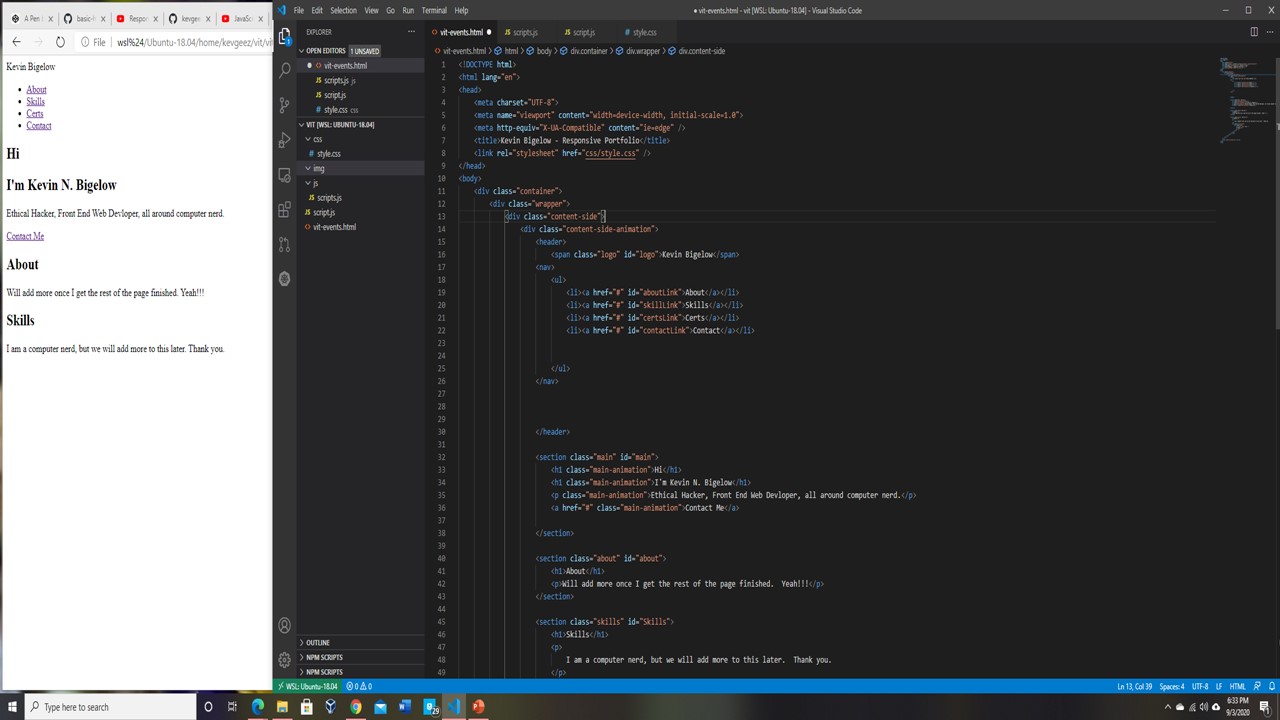 A Pen
basic-h
Respon
kevgee
JavaSc
File
wsl%24/Ubuntu-18.04/home/kevgeez/vit/vit
Kevin Bigelow
About
Skills
Certs
Contact
Hi
I'm Kevin N. Bigelow
Ethical Hacker, Front End Web Devloper, all around computer nerd.
Contact Me
About
Will add more once I get the rest of the page finished. Yeah!!!
Skills
I am a computer nerd, but we will add more to this later. Thank you.
File Edit Selection View Go Run Terminal Help
● vit-events.html - vit [WSL: Ubuntu-18.04] - Visual Studio Code
1
EXPLORER
OPEN EDITORS 1 UNSAVED
vit-events.html
JS scripts.js js
JS script.js
# style.css css
VIT [WSL: UBUNTU-18.04]
css
# style.css
img
js
JS scripts.js
JS script.js
vit-events.html
OUTLINE
NPM SCRIPTS
NPM SCRIPTS
vit-events.html ● JS scripts.js JS script.js # style.css
vit-events.html > html > body > div.container > div.wrapper > div.content-side
1 <!DOCTYPE html>
2 <html lang="en">
3 <head>
4 <meta charset="UTF-8">
5 <meta name="viewport" content="width=device-width, initial-scale=1.0">
6 <meta http-equiv="X-UA-Compatible" content="ie=edge" />
7 <title>Kevin Bigelow - Responsive Portfolio</title>
8 <link rel="stylesheet" href="css/style.css" />
9 </head>
10 <body>
11 <div class="container">
12 <div class="wrapper">
13 <div class="content-side">
14 <div class="content-side-animation">
15 <header>
16 <span class="logo" id="logo">Kevin Bigelow</span>
17 <nav>
18 <ul>
19 <li><a href="#" id="aboutLink">About</a></li>
20 <li><a href="#" id="skillLink">Skills</a></li>
21 <li><a href="#" id="certsLink">Certs</a></li>
22 <li><a href="#" id="contactLink">Contact</a></li>
23
24
25 </ul>
26 </nav>
27
28
29
30 </header>
31
32 <section class="main" id="main">
33 <h1 class="main-animation">Hi</h1>
34 <h1 class="main-animation">I'm Kevin N. Bigelow</h1>
35 <p class="main-animation">Ethical Hacker, Front End Web Devloper, all around computer nerd.</p>
36 <a href="#" class="main-animation">Contact Me</a>
37
38 </section>
39
40 <section class="about" id="about">
41 <h1>About</h1>
42 <p>Will add more once I get the rest of the page finished.  Yeah!!!</p>
43 </section>
44
45 <section class="skills" id="Skills">
46 <h1>Skills</h1>
47 <p>
48 I am a computer nerd, but we will add more to this later.  Thank you.
49 </p>
WSL: Ubuntu-18.04 0 0 Ln 13, Col 39 Spaces: 4 UTF-8 LF HTML
Type here to search
29
6:33 PM
9/3/2020